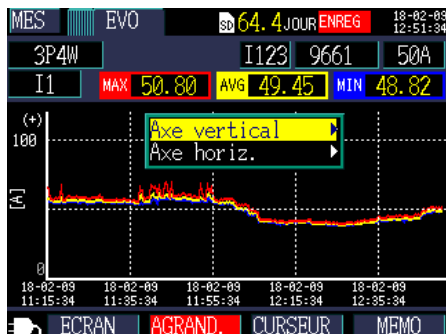 MES EVO SD 64.4 JOUR ENREG 18-02-09
12:51:34
3P4W I123 9661 50A
I1 MAX 50.80 AVG 49.45 MIN 48.82
(+)
100
Axe vertical
Axe horiz.
[A]
0
18-02-09 18-02-09 18-02-09 18-02-09 18-02-09
11:15:34 11:35:34 11:55:34 12:15:34 12:35:34
ECRAN AGRAND. CURSEUR MEMO